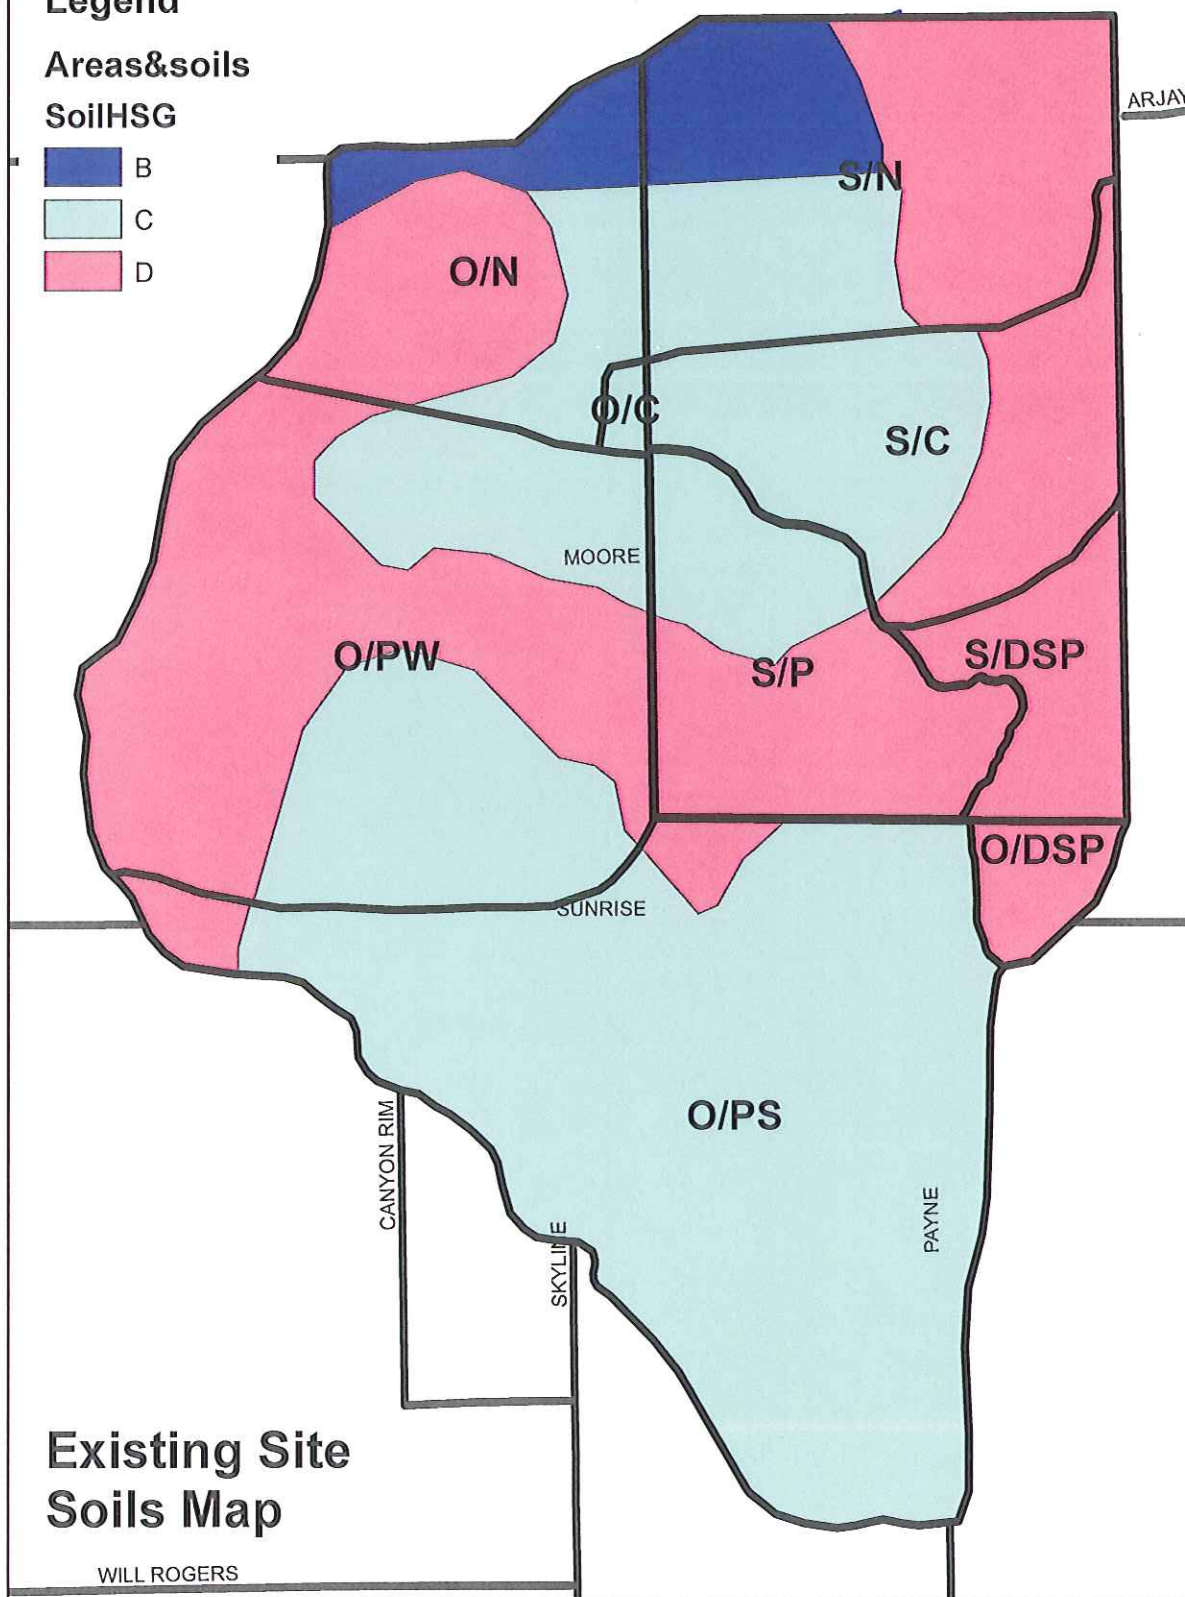 Legend
Areas&soils
SoilHSG
B
C
D
ARJAY
S/N
O/N
O/C
S/C
MOORE
O/PW
S/P
S/DSP
O/DSP
SUNRISE
O/PS
CANYON RIM
SKYLINE
PAYNE
Existing Site
Soils Map
WILL ROGERS